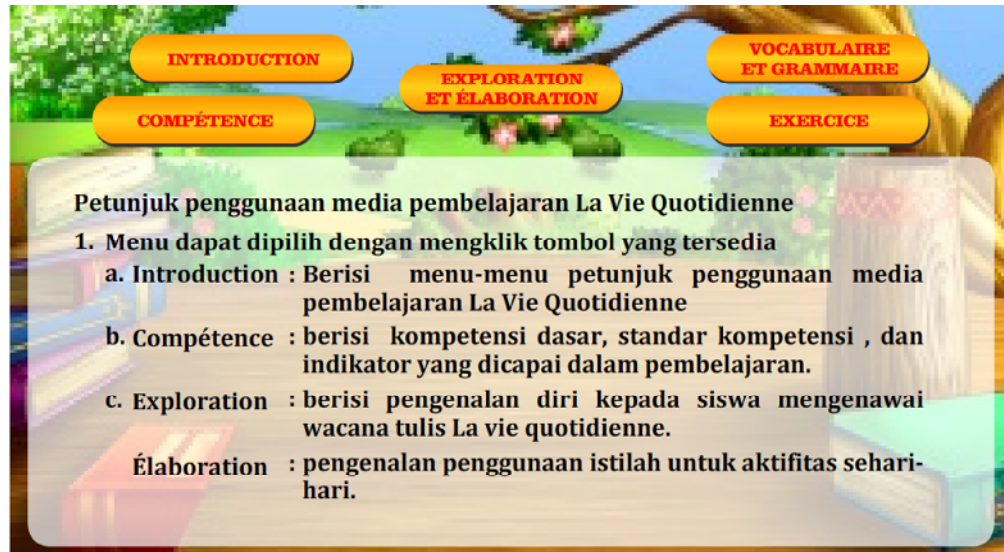 INTRODUCTION
COMPÉTENCE
EXPLORATION
ET ÉLABORATION
VOCABULAIRE
ET GRAMMAIRE
EXERCICE
Petunjuk penggunaan media pembelajaran La Vie Quotidienne
1. Menu dapat dipilih dengan mengklik tombol yang tersedia
a. Introduction : Berisi menu-menu petunjuk penggunaan media
pembelajaran La Vie Quotidienne
b. Compétence : berisi kompetensi dasar, standar kompetensi , dan
indikator yang dicapai dalam pembelajaran.
c. Exploration : berisi pengenalan diri kepada siswa mengenawai
wacana tulis La vie quotidienne.
Élaboration : pengenalan penggunaan istilah untuk aktifitas sehari-
hari.